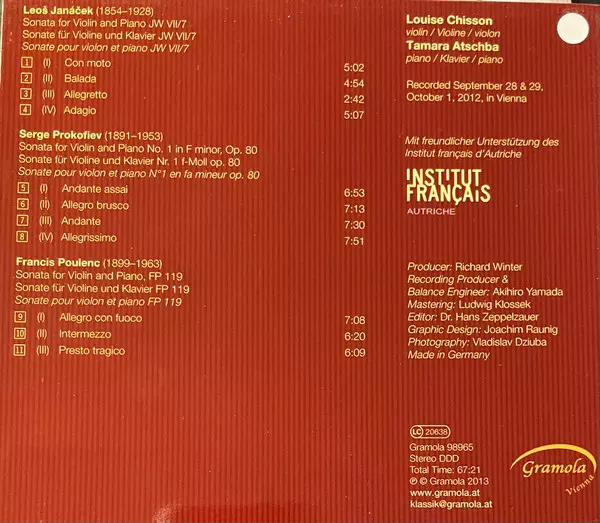 Leoš Janáček (1854–1928)
Sonata for Violin and Piano JW VII/7
Sonate für Violine und Klavier JW VII/7
Sonate pour violon et piano JW VII/7
1 (I) Con moto 5:02
2 (II) Balada 4:54
3 (III) Allegretto 2:42
4 (IV) Adagio 5:07
Serge Prokofiev (1891–1953)
Sonata for Violin and Piano No. 1 in F minor, Op. 80
Sonate für Violine und Klavier Nr. 1 f-Moll op. 80
Sonate pour violon et piano N°1 en fa mineur op. 80
5 (I) Andante assai 6:53
6 (II) Allegro brusco 7:13
7 (III) Andante 7:30
8 (IV) Allegrissimo 7:51
Francis Poulenc (1899–1963)
Sonata for Violin and Piano, FP 119
Sonate für Violine und Klavier FP 119
Sonate pour violon et piano FP 119
9 (I) Allegro con fuoco 7:08
10 (II) Intermezzo 6:20
11 (III) Presto tragico 6:09
Louise Chisson
violin / Violine / violon
Tamara Atschba
piano / Klavier / piano
Recorded September 28 & 29,
October 1, 2012, in Vienna
Mit freundlicher Unterstützung des
Institut français d'Autriche
INSTITUT
FRANÇAIS
AUTRICHE
Producer: Richard Winter
Recording Producer &
Balance Engineer: Akihiro Yamada
Mastering: Ludwig Klossek
Editor: Dr. Hans Zeppelzauer
Graphic Design: Joachim Raunig
Photography: Vladislav Dziuba
Made in Germany
LC 20638
Gramola 98965
Stereo DDD
Total Time: 67:21
℗ © Gramola 2013
www.gramola.at
klassik@gramola.at
Gramola
Vienna